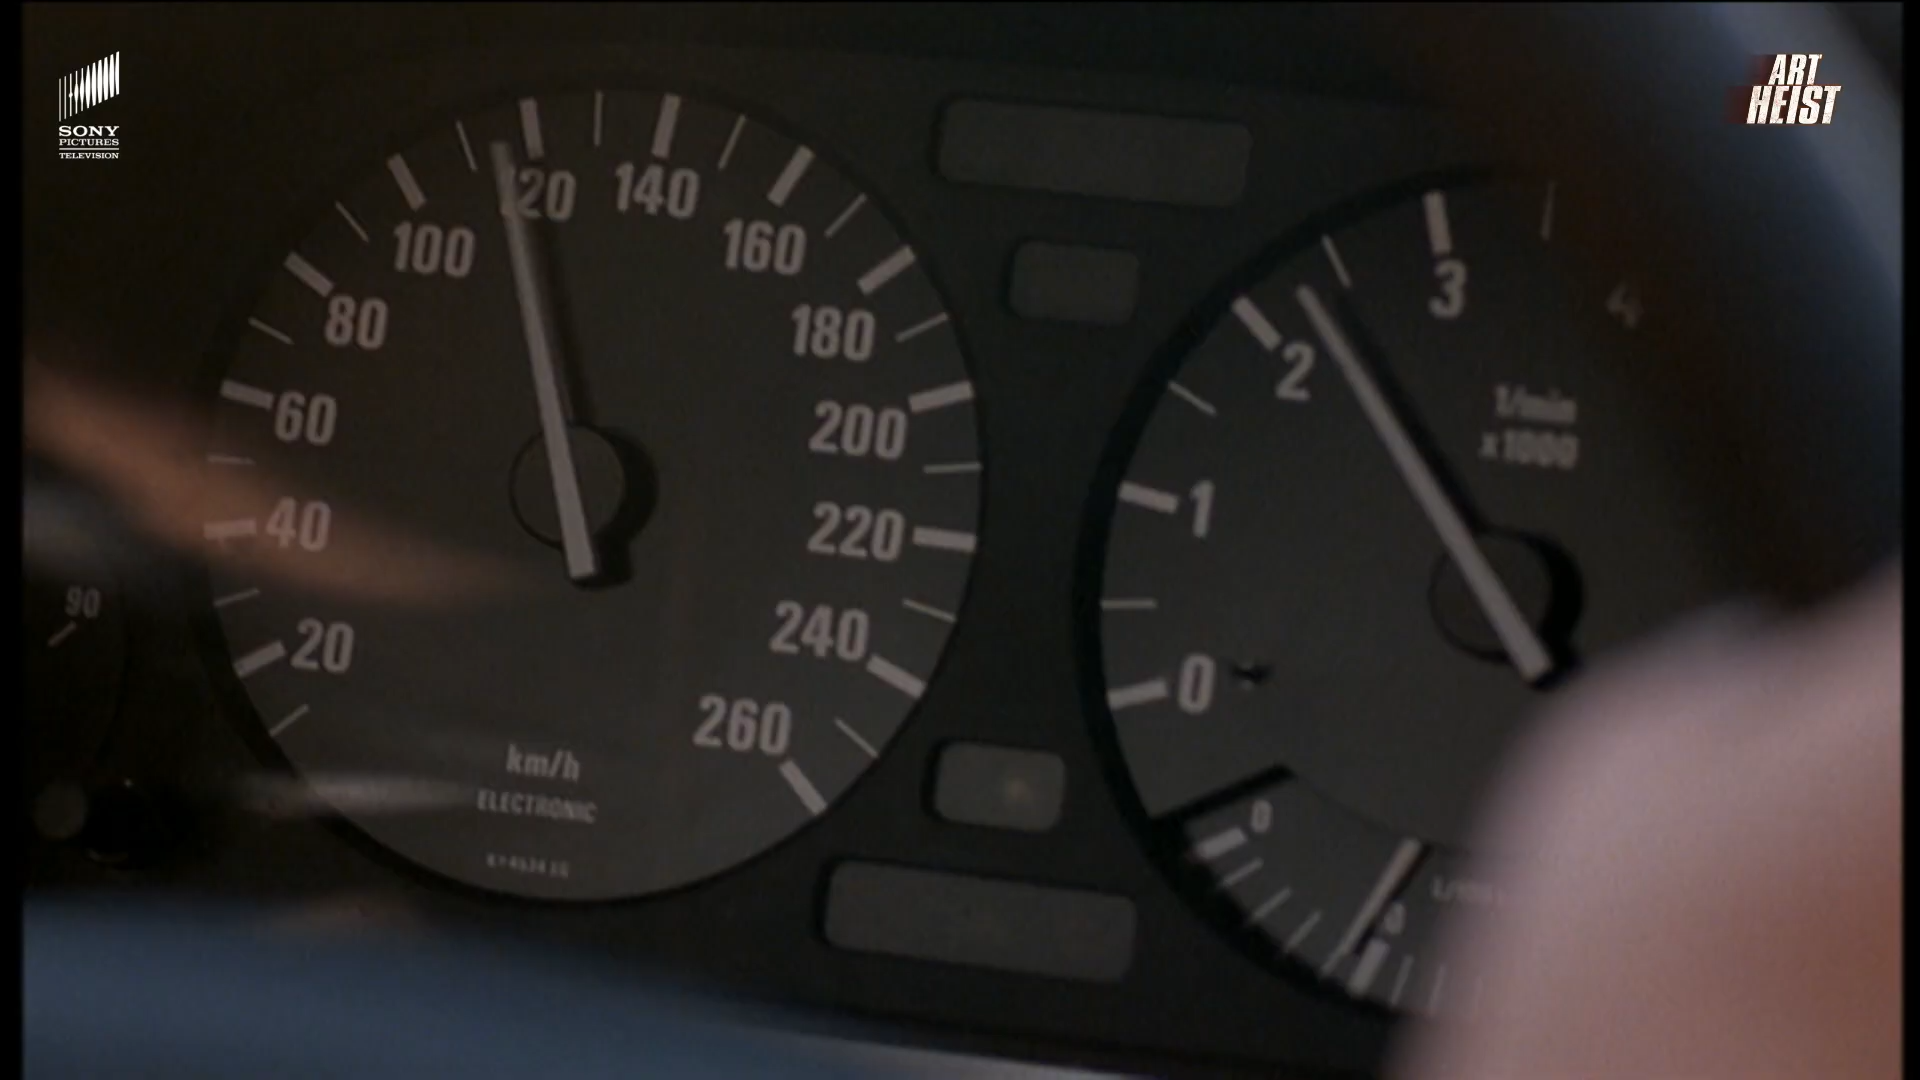 SONY
PICTURES
TELEVISION
ART
HEIST
20
40
60
80
100
120
140
160
180
200
220
240
260
km/h
ELECTRONIC
90
0
1
2
3
4
1/min
x1000
0